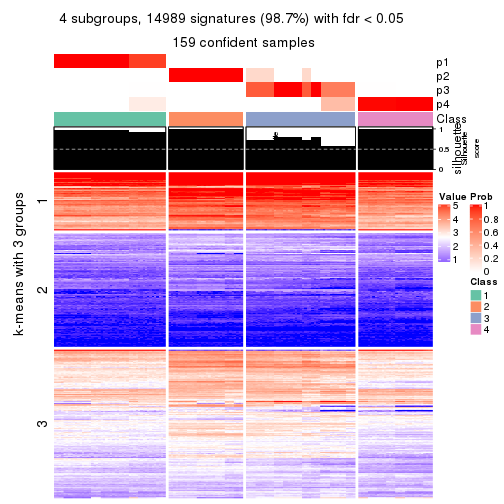 4 subgroups, 14989 signatures (98.7%) with fdr < 0.05
159 confident samples
p1
p2
p3
p4
Class
1
0.5
0
silhouette
Silhouette
score
k-means with 3 groups
1
2
3
Value
5
4
3
2
1
Prob
1
0.8
0.6
0.4
0.2
0
Class
1
2
3
4